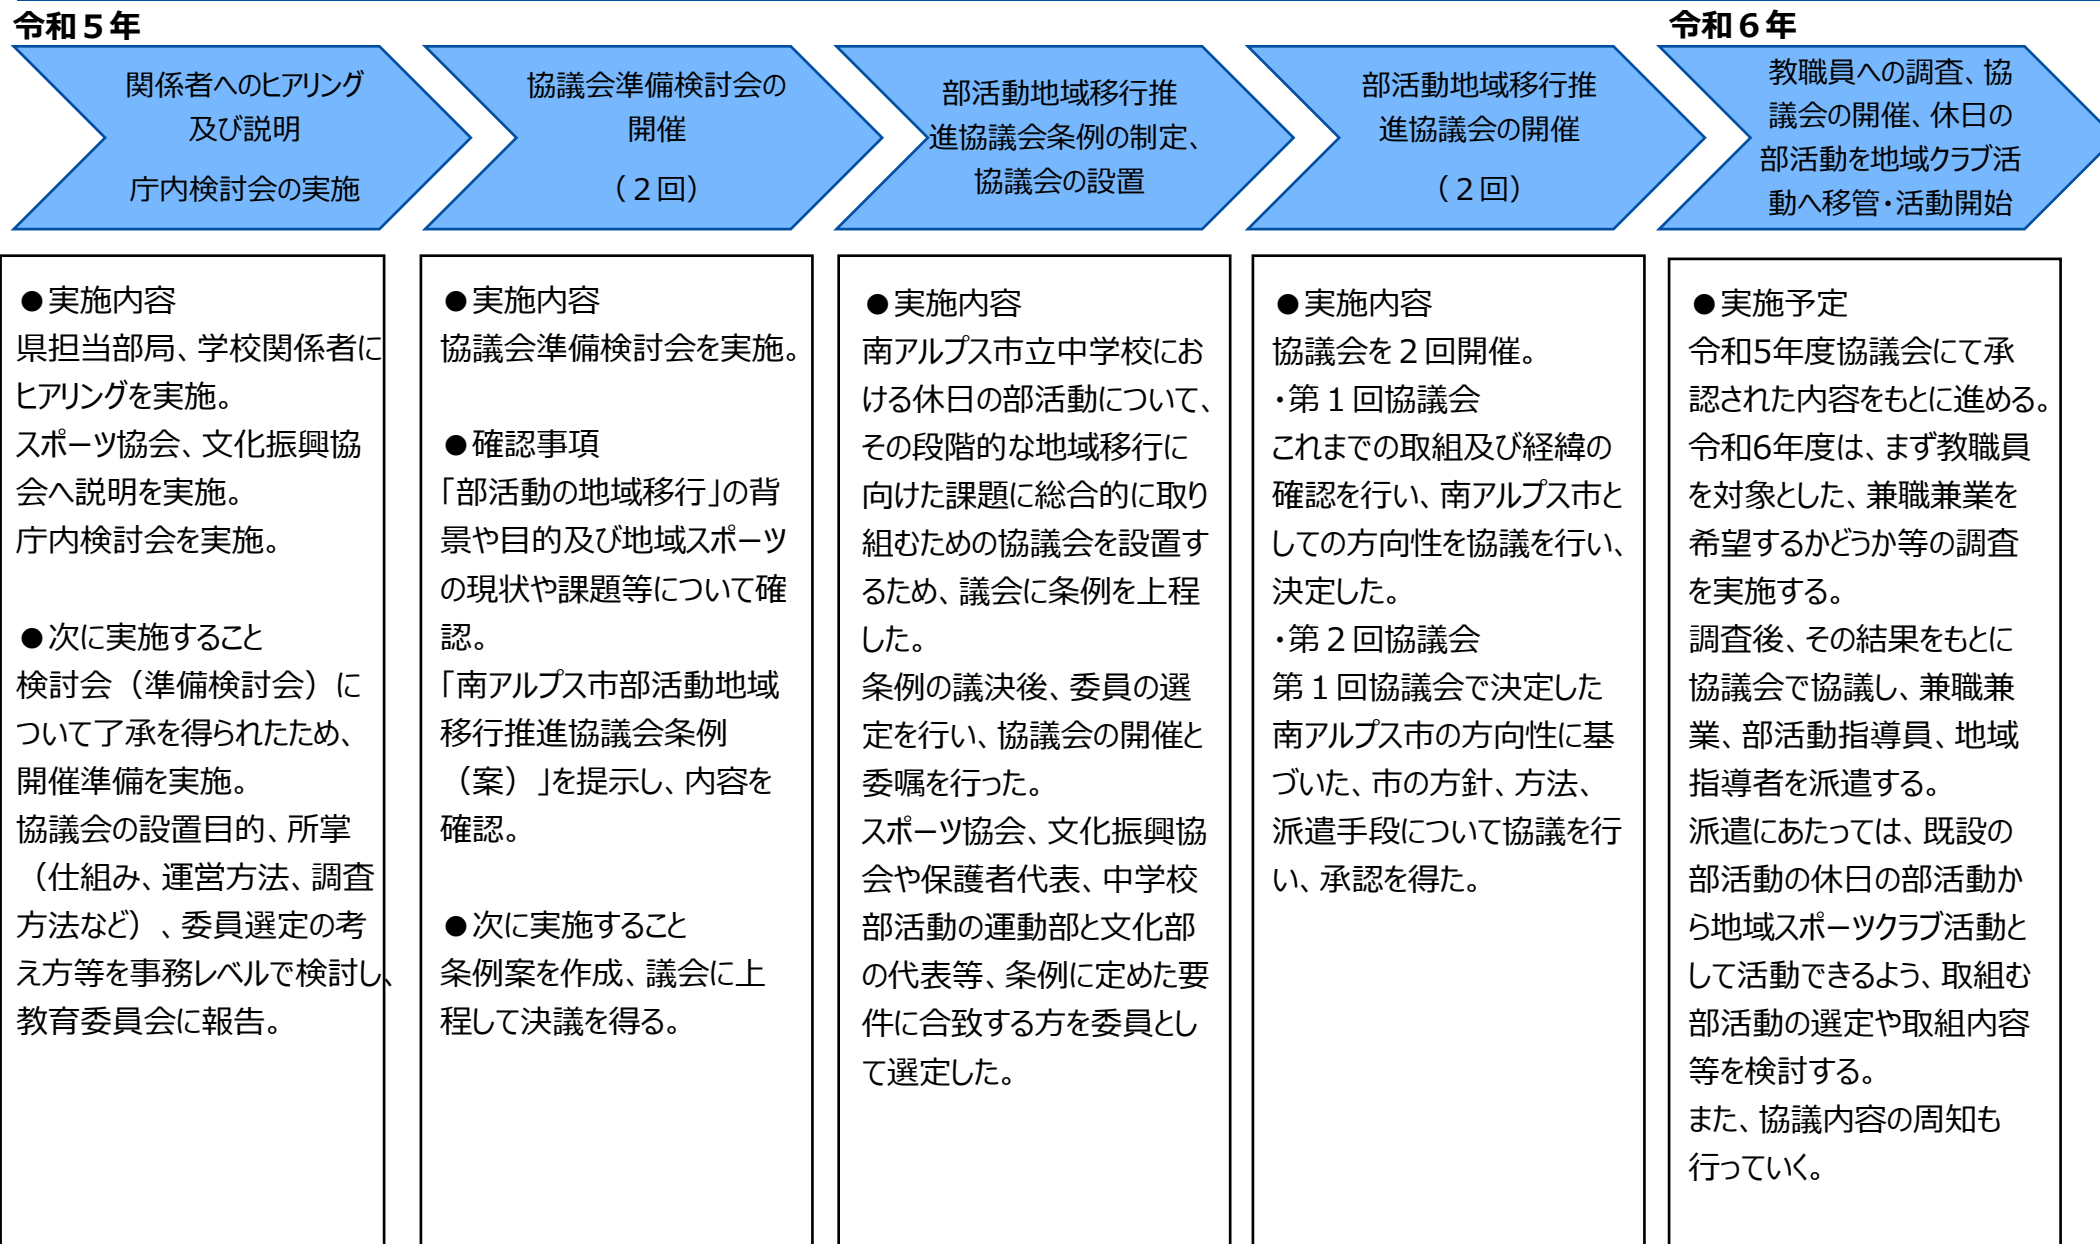 令和５年
関係者へのヒアリング
及び説明
庁内検討会の実施
協議会準備検討会の
開催
（２回）
部活動地域移行推
進協議会条例の制定、
協議会の設置
部活動地域移行推
進協議会の開催
（２回）
令和６年
教職員への調査、協
議会の開催、休日の
部活動を地域クラブ活
動へ移管・活動開始
●実施内容
県担当部局、学校関係者に
ヒアリングを実施。
スポーツ協会、文化振興協
会へ説明を実施。
庁内検討会を実施。
●次に実施すること
検討会（準備検討会）に
ついて了承を得られたため、
開催準備を実施。
協議会の設置目的、所掌
（仕組み、運営方法、調査
方法など）、委員選定の考
え方等を事務レベルで検討し、
教育委員会に報告。
●実施内容
協議会準備検討会を実施。
●確認事項
「部活動の地域移行」の背
景や目的及び地域スポーツ
の現状や課題等について確
認。
「南アルプス市部活動地域
移行推進協議会条例
（案）」を提示し、内容を
確認。
●次に実施すること
条例案を作成、議会に上
程して決議を得る。
●実施内容
南アルプス市立中学校にお
ける休日の部活動について、
その段階的な地域移行に
向けた課題に総合的に取り
組むための協議会を設置す
るため、議会に条例を上程
した。
条例の議決後、委員の選
定を行い、協議会の開催と
委嘱を行った。
スポーツ協会、文化振興協
会や保護者代表、中学校
部活動の運動部と文化部
の代表等、条例に定めた要
件に合致する方を委員とし
て選定した。
●実施内容
協議会を２回開催。
・第１回協議会
これまでの取組及び経緯の
確認を行い、南アルプス市と
しての方向性を協議を行い、
決定した。
・第２回協議会
第１回協議会で決定した
南アルプス市の方向性に基
づいた、市の方針、方法、
派遣手段について協議を行
い、承認を得た。
●実施予定
令和5年度協議会にて承
認された内容をもとに進める。
令和6年度は、まず教職員
を対象とした、兼職兼業を
希望するかどうか等の調査
を実施する。
調査後、その結果をもとに
協議会で協議し、兼職兼
業、部活動指導員、地域
指導者を派遣する。
派遣にあたっては、既設の
部活動の休日の部活動か
ら地域スポーツクラブ活動と
して活動できるよう、取組む
部活動の選定や取組内容
等を検討する。
また、協議内容の周知も
行っていく。